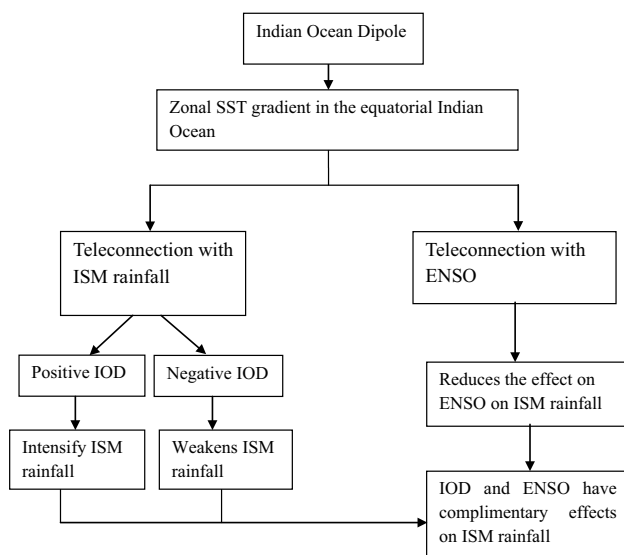 Indian Ocean Dipole
Zonal SST gradient in the equatorial Indian
Ocean
Teleconnection with
ISM rainfall
Teleconnection with
ENSO
Positive IOD
Negative IOD
Reduces the effect on
ENSO on ISM rainfall
Intensify ISM
rainfall
Weakens ISM
rainfall
IOD and ENSO have
complimentary effects
on ISM rainfall